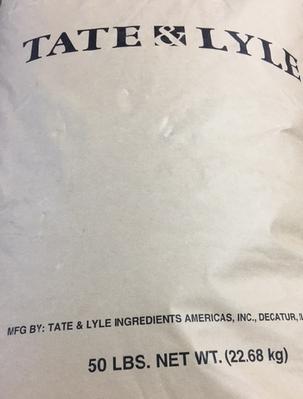 TATE & LYLE
MFG BY: TATE & LYLE INGREDIENTS AMERICAS, INC., DECATUR,
50 LBS. NET WT. (22.68 kg)